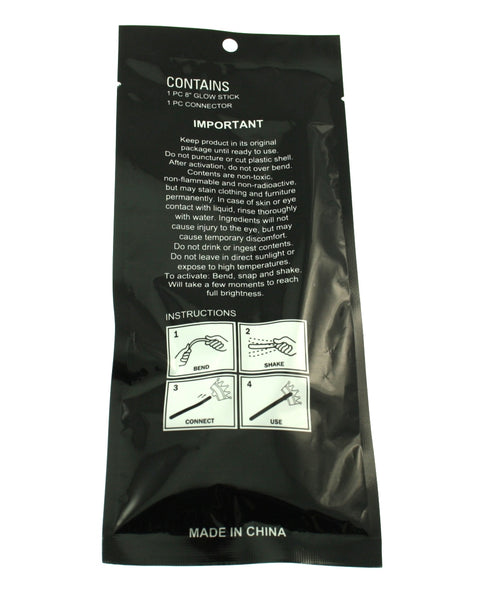 CONTAINS
1 PC 8" GLOW STICK
1 PC CONNECTOR
IMPORTANT
Keep product in its original
package until ready to use.
Do not puncture or cut plastic shell.
After activation, do not over bend.
Contents are non-toxic,
non-flammable and non-radioactive,
but may stain clothing and furniture
permanently. In case of skin or eye
contact with liquid, rinse thoroughly
with water. Ingredients will not
cause injury to the eye, but may
cause temporary discomfort.
Do not drink or ingest contents.
Do not leave in direct sunlight or
expose to high temperatures.
To activate: Bend, snap and shake.
Will take a few moments to reach
full brightness.
INSTRUCTIONS
1
BEND
2
SHAKE
3
CONNECT
4
USE
MADE IN CHINA